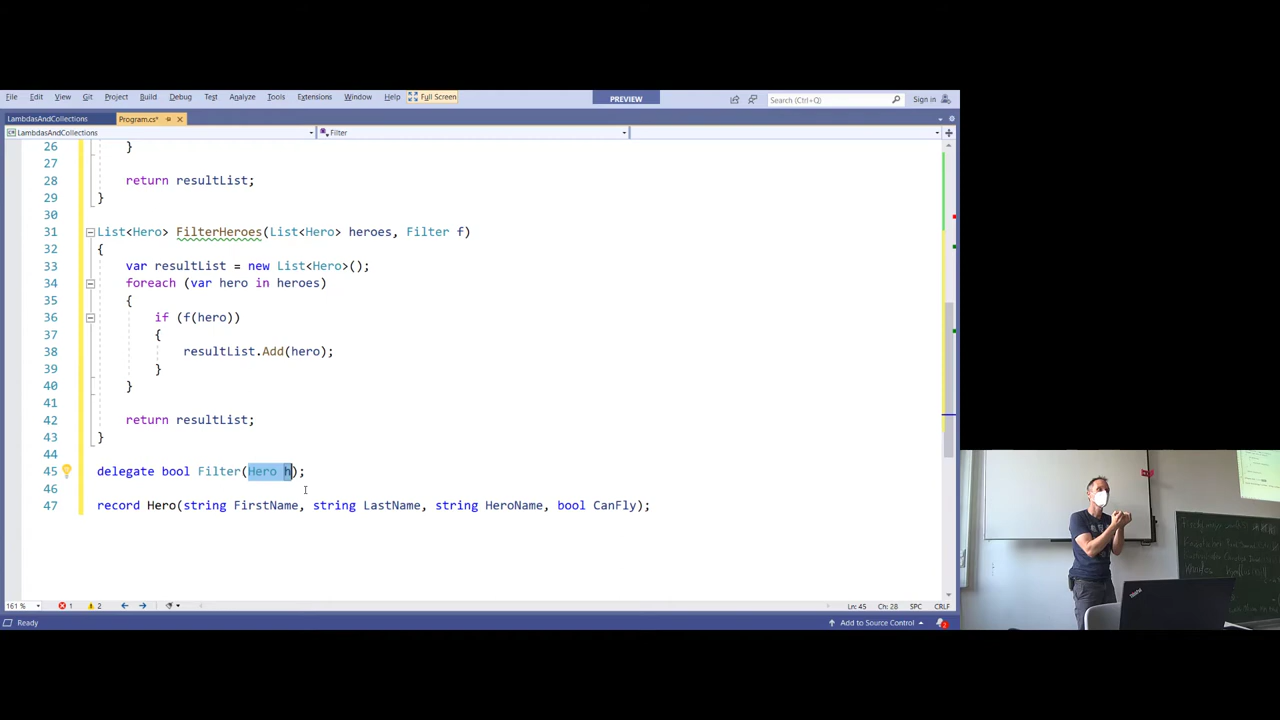 File Edit View Git Project Build Debug Test Analyze Tools Extensions Window Help Full Screen PREVIEW Search (Ctrl+Q) Sign in
LambdasAndCollections Program.cs*
LambdasAndCollections Filter
26 }
27
28 return resultList;
29 }
30
31 List<Hero> FilterHeroes(List<Hero> heroes, Filter f)
32 {
33 var resultList = new List<Hero>();
34 foreach (var hero in heroes)
35 {
36 if (f(hero))
37 {
38 resultList.Add(hero);
39 }
40 }
41
42 return resultList;
43 }
44
45 delegate bool Filter(Hero h);
46
47 record Hero(string FirstName, string LastName, string HeroName, bool CanFly);
161 % 1 2 Ln: 45 Ch: 28 SPC CRLF
Ready Add to Source Control 2
ThinkPad